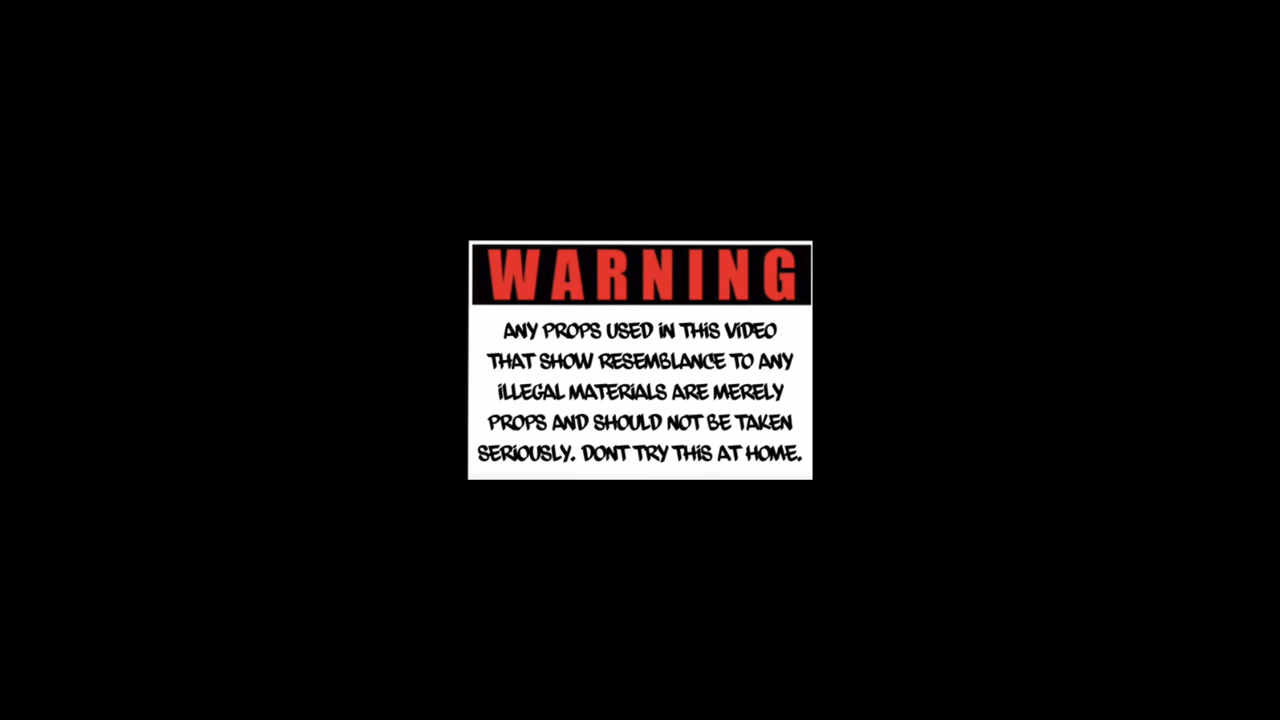 WARNING
ANY PROPS USED IN THIS VIDEO
THAT SHOW RESEMBLANCE TO ANY
ILLEGAL MATERIALS ARE MERELY
PROPS AND SHOULD NOT BE TAKEN
SERIOUSLY. DONT TRY THIS AT HOME.